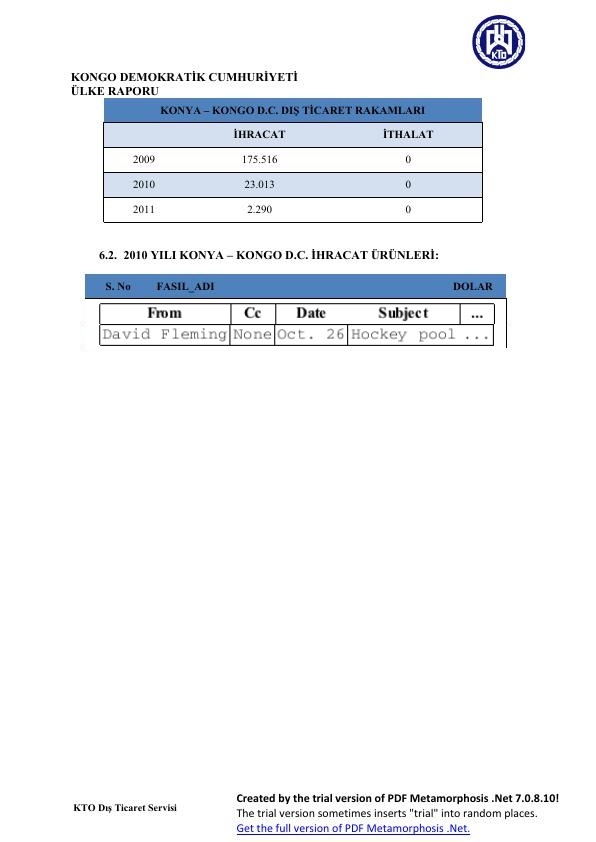 KTO
KONGO DEMOKRATİK CUMHURİYETİ
ÜLKE RAPORU
KONYA – KONGO D.C. DIŞ TİCARET RAKAMLARI
İHRACAT İTHALAT
2009 175.516 0
2010 23.013 0
2011 2.290 0
6.2. 2010 YILI KONYA – KONGO D.C. İHRACAT ÜRÜNLERİ:
S. No FASIL_ADI DOLAR
From Cc Date Subject ...
David Fleming None Oct. 26 Hockey pool ...
KTO Dış Ticaret Servisi
Created by the trial version of PDF Metamorphosis .Net 7.0.8.10!
The trial version sometimes inserts "trial" into random places.
Get the full version of PDF Metamorphosis .Net.